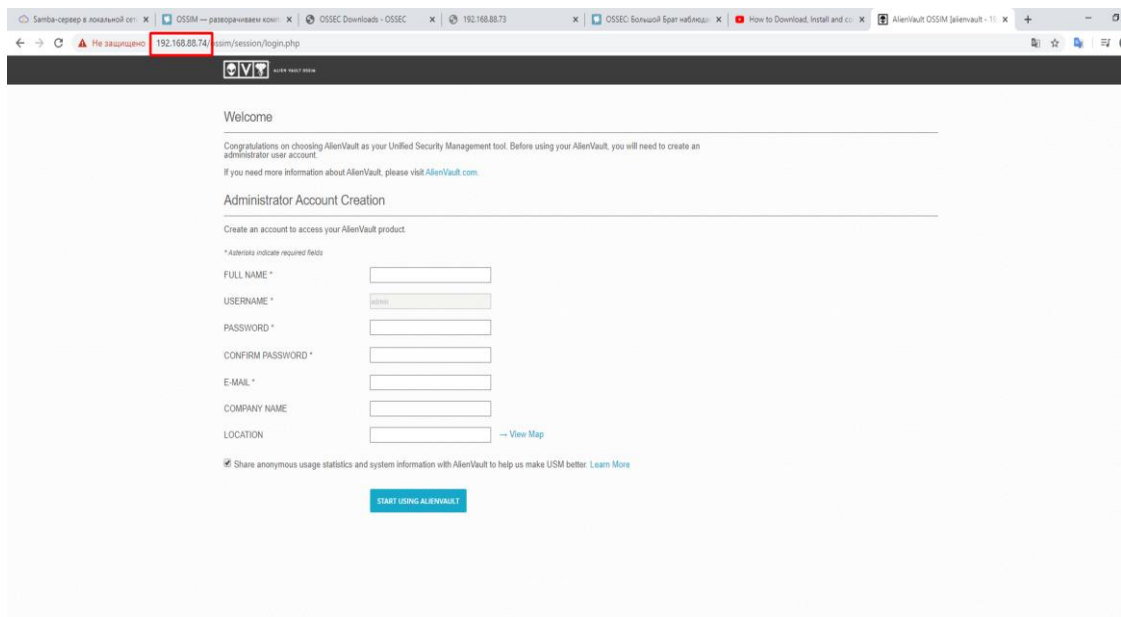 Samba-сервер в локальной сет
OSSIM — разворачиваем комп
OSSEC Downloads - OSSEC
192.168.88.73
OSSEC: Большой Брат наблюда
How to Download, Install and co
AlienVault OSSIM [alienvault - 19
Не защищено 192.168.88.74/ossim/session/login.php
ALIEN VAULT OSSIM
Welcome
Congratulations on choosing AlienVault as your Unified Security Management tool. Before using your AlienVault, you will need to create an
administrator user account.
If you need more information about AlienVault, please visit AlienVault.com.
Administrator Account Creation
Create an account to access your AlienVault product.
* Asterisks indicate required fields
FULL NAME *
USERNAME * admin
PASSWORD *
CONFIRM PASSWORD *
E-MAIL *
COMPANY NAME
LOCATION → View Map
Share anonymous usage statistics and system information with AlienVault to help us make USM better. Learn More
START USING ALIENVAULT